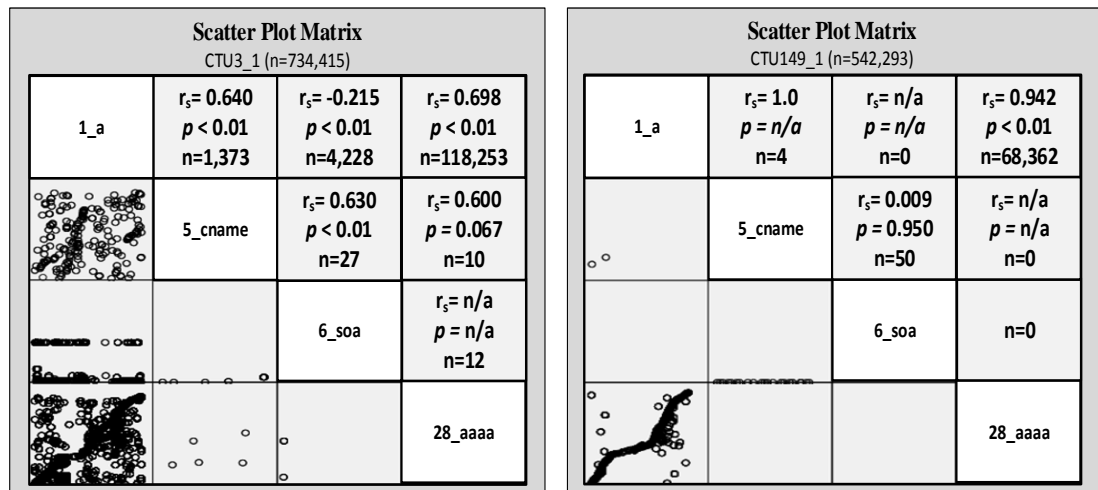 Scatter Plot Matrix
CTU3_1 (n=734,415)
1_a
rs= 0.640
p < 0.01
n=1,373
rs= -0.215
p < 0.01
n=4,228
rs= 0.698
p < 0.01
n=118,253
5_cname
rs= 0.630
p < 0.01
n=27
rs= 0.600
p = 0.067
n=10
6_soa
rs= n/a
p = n/a
n=12
28_aaaa
Scatter Plot Matrix
CTU149_1 (n=542,293)
1_a
rs= 1.0
p = n/a
n=4
rs= n/a
p = n/a
n=0
rs= 0.942
p < 0.01
n=68,362
5_cname
rs= 0.009
p = 0.950
n=50
rs= n/a
p = n/a
n=0
6_soa
n=0
28_aaaa